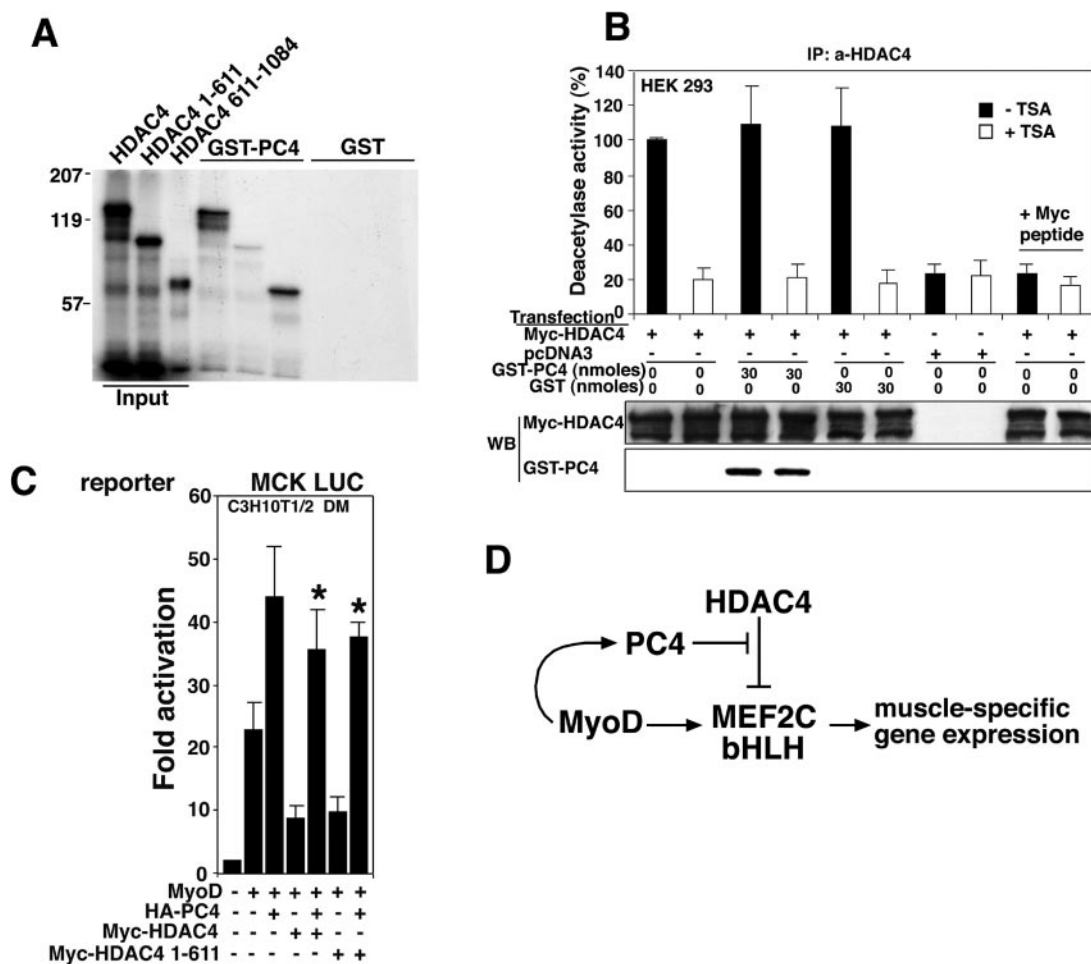 A
HDAC4
HDAC4 1-611
HDAC4 611-1084
GST-PC4 GST
207
119
57
Input
B
IP: a-HDAC4
HEK 293
- TSA
+ TSA
Deacetylase activity (%)
140
120
100
80
60
40
20
0
+ Myc
peptide
Transfection
Myc-HDAC4 + + + + + + - - + +
pcDNA3 - - - - - - + + - -
GST-PC4 (nmoles) 0 0 30 30 0 0 0 0 0 0
GST (nmoles) 0 0 0 0 30 30 0 0 0 0
WB
Myc-HDAC4
GST-PC4
C
reporter MCK LUC
C3H10T1/2 DM
Fold activation
60
50
40
30
20
10
0
* *
MyoD - + + + + + +
HA-PC4 - - + - + - +
Myc-HDAC4 - - - + + - -
Myc-HDAC4 1-611 - - - - - + +
D
HDAC4
PC4
MyoD
MEF2C
bHLH
muscle-specific
gene expression